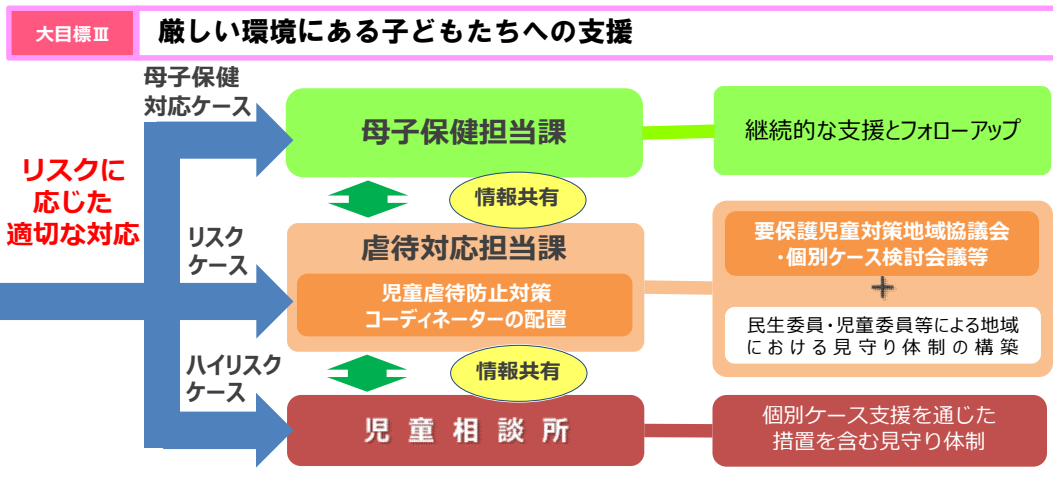 大目標Ⅲ
厳しい環境にある子どもたちへの支援
母子保健
対応ケース
母子保健担当課
継続的な支援とフォローアップ
リスクに
応じた
適切な対応
情報共有
リスク
ケース
虐待対応担当課
児童虐待防止対策
コーディネーターの配置
要保護児童対策地域協議会
・個別ケース検討会議等
+
民生委員・児童委員等による地域
における見守り体制の構築
ハイリスク
ケース
情報共有
児童相談所
個別ケース支援を通じた
措置を含む見守り体制